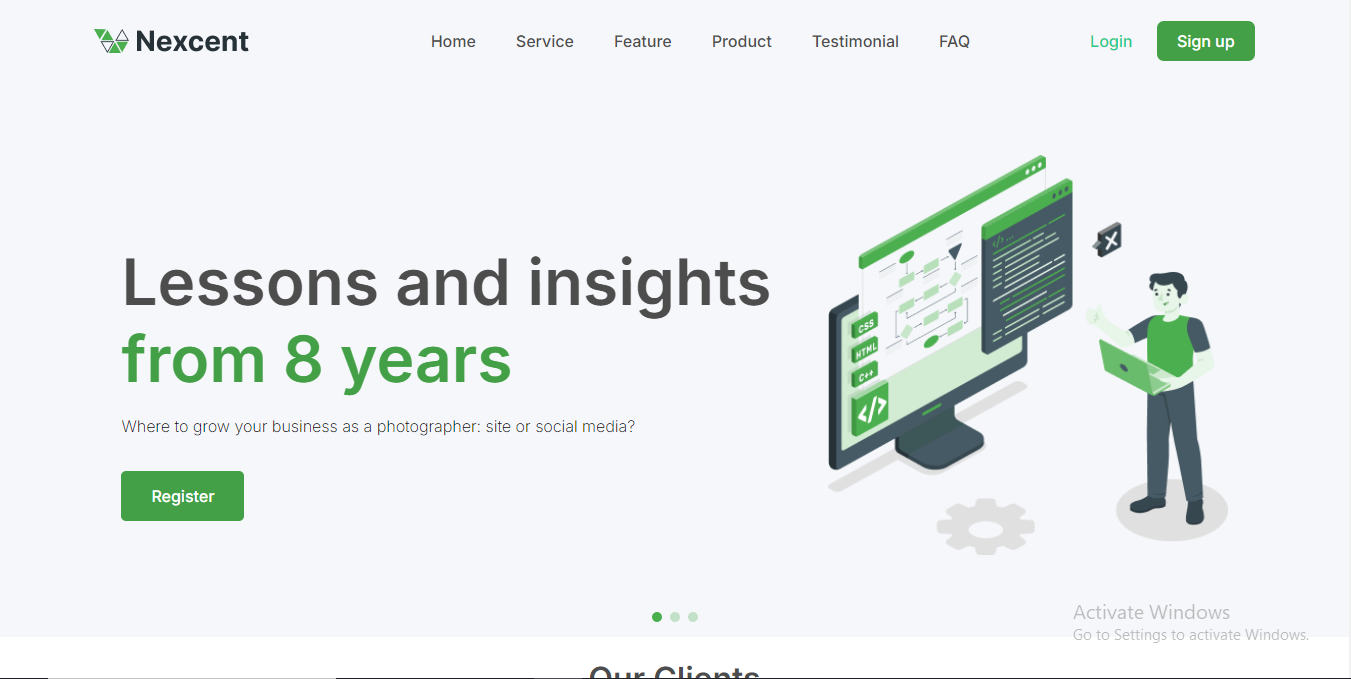 Nexcent
Home Service Feature Product Testimonial FAQ Login Sign up
Lessons and insights
from 8 years
Where to grow your business as a photographer: site or social media?
Register
CSS
HTML
C++
</>
</>...
X
Activate Windows
Go to Settings to activate Windows.
Our Clients